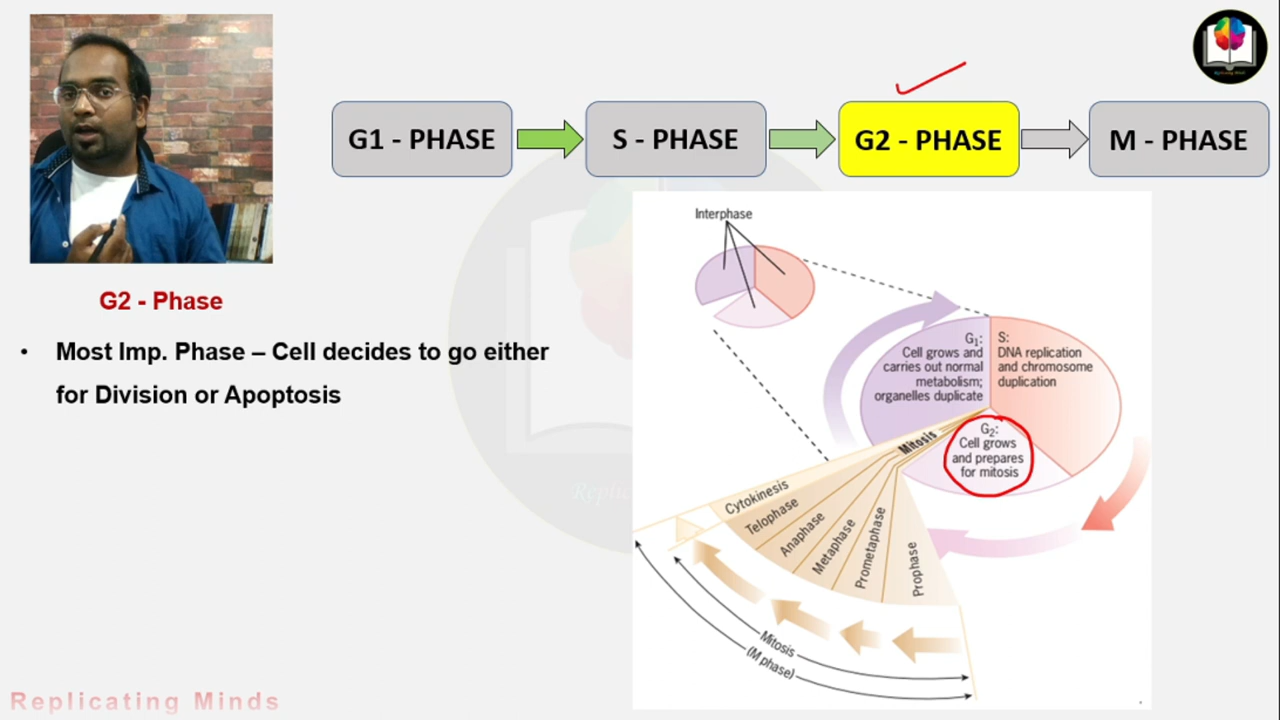 G1 - PHASE
S - PHASE
G2 - PHASE
M - PHASE
G2 - Phase
• Most Imp. Phase – Cell decides to go either
for Division or Apoptosis
Interphase
G₁:
Cell grows and
carries out normal
metabolism;
organelles duplicate
S:
DNA replication
and chromosome
duplication
G₂:
Cell grows
and prepares
for mitosis
Mitosis
Cytokinesis
Telophase
Anaphase
Metaphase
Prometaphase
Prophase
Mitosis
(M phase)
Replicating Minds